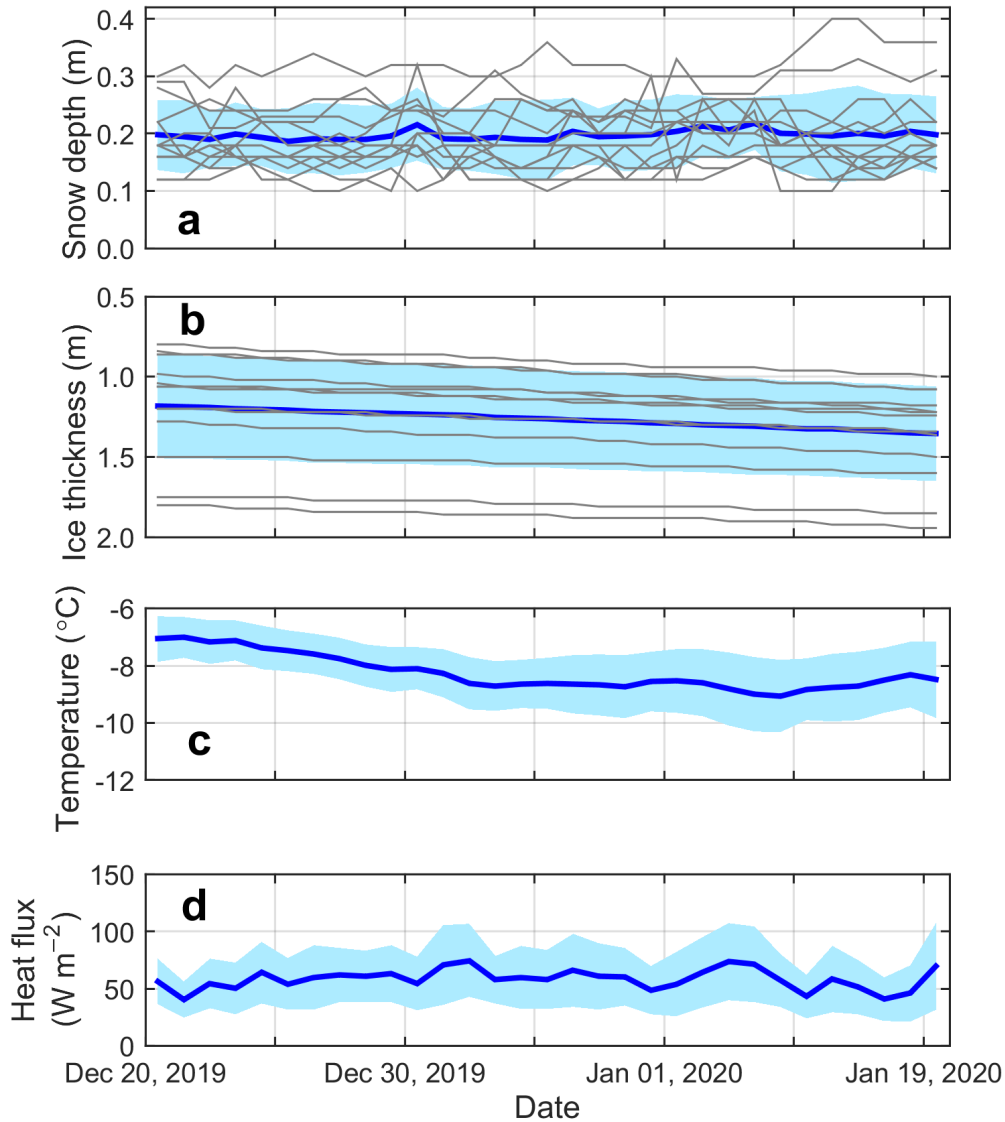 0.4
0.3
0.2
0.1
0.0
Snow depth (m)
a
0.5
1.0
1.5
2.0
Ice thickness (m)
b
-6
-8
-10
-12
Temperature (°C)
c
150
100
50
0
Heat flux
(W m−2)
d
Dec 20, 2019 Dec 30, 2019 Jan 01, 2020 Jan 19, 2020
Date